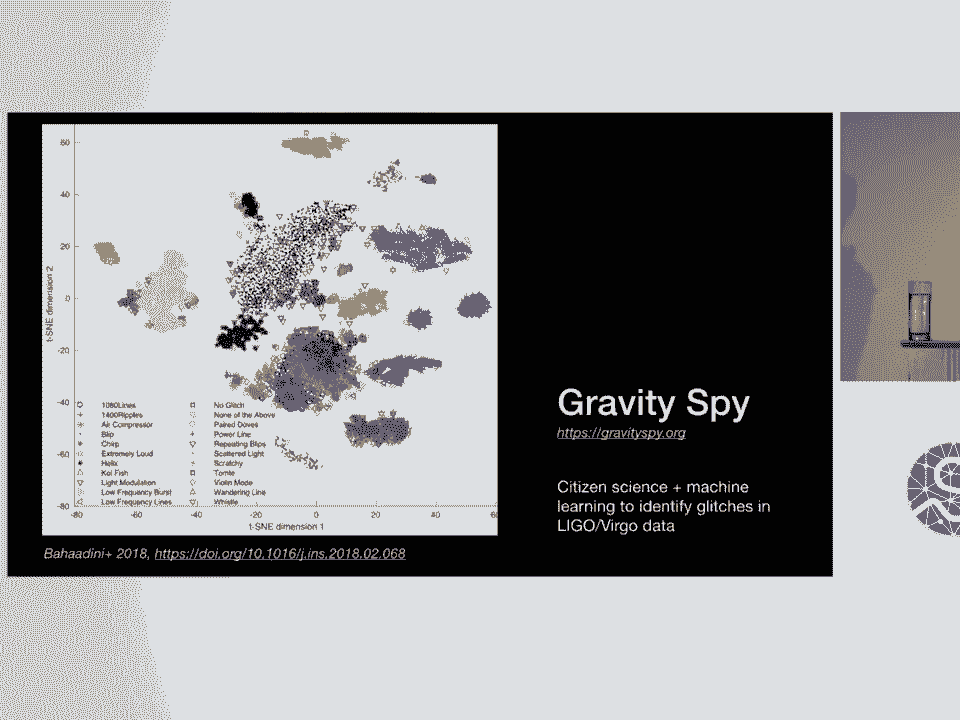 60
40
20
0
-20
-40
-60
-80
t-SNE dimension 2
1080Lines
1400Ripples
Air Compressor
Blip
Chirp
Extremely Loud
Helix
Koi Fish
Light Modulation
Low Frequency Burst
Low Frequency Lines
No Glitch
None of the Above
Paired Doves
Power Line
Repeating Blips
Scattered Light
Scratchy
Tomte
Violin Mode
Wandering Line
Whistle
-80 -60 -40 -20 0 20 40 60
t-SNE dimension 1
Bahaadini+ 2018, https://doi.org/10.1016/j.ins.2018.02.068
Gravity Spy
https://gravityspy.org
Citizen science + machine
learning to identify glitches in
LIGO/Virgo data